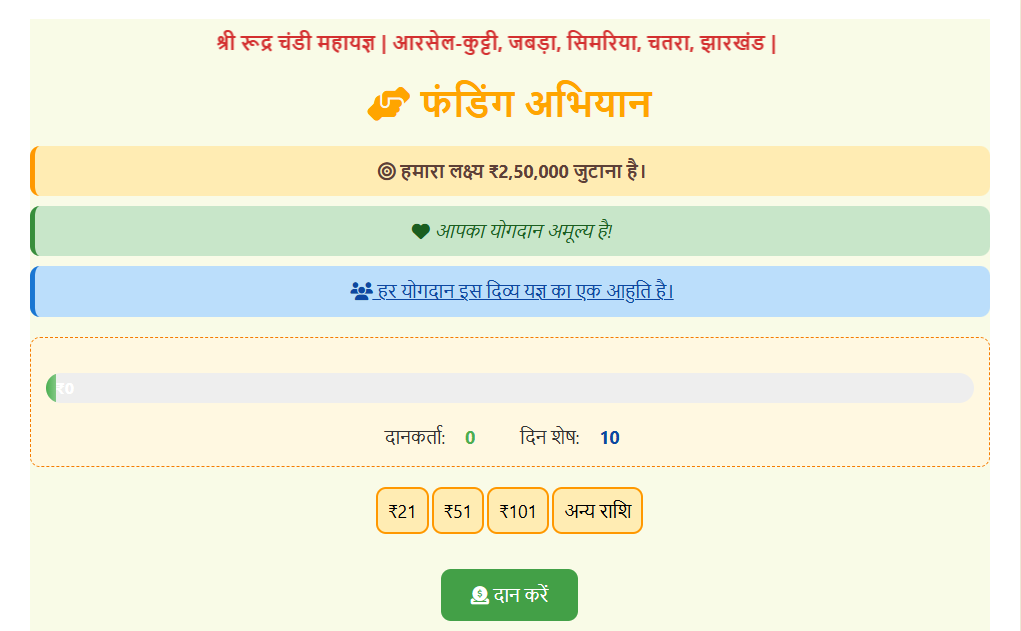 श्री रूद्र चंडी महायज्ञ | आरसेल-कुट्टी, जबड़ा, सिमरिया, चतरा, झारखंड |
फंडिंग अभियान
हमारा लक्ष्य ₹2,50,000 जुटाना है।
आपका योगदान अमूल्य है!
हर योगदान इस दिव्य यज्ञ का एक आहुति है।
₹0
दानकर्ता: 0 दिन शेष: 10
₹21 ₹51 ₹101 अन्य राशि
दान करें